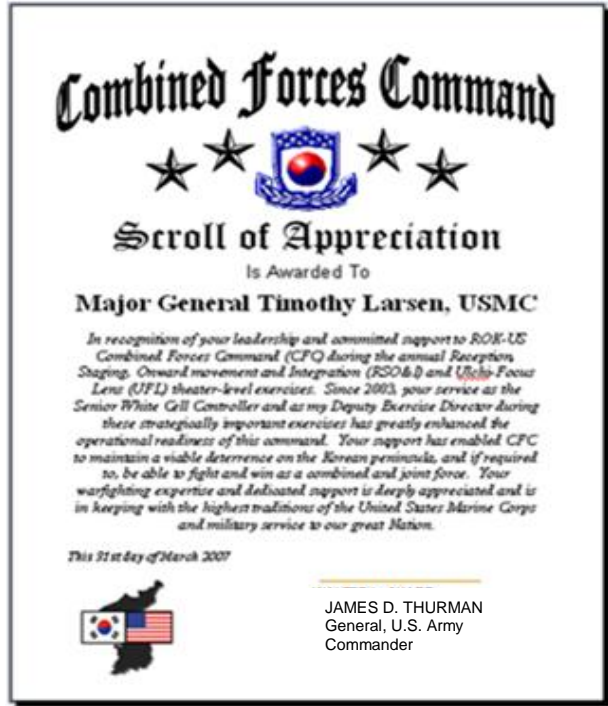 Combined Forces Command
Scroll of Appreciation
Is Awarded To
Major General Timothy Larsen, USMC
In recognition of your leadership and committed support to ROK-US
Combined Forces Command (CFC) during the annual Reception,
Staging, Onward movement and Integration (RSO&I) and Ulchi-Focus
Lens (UFL) theater-level exercises. Since 2003, your service as the
Senior White Cell Controller and as my Deputy Exercise Director during
these strategically important exercises has greatly enhanced the
operational readiness of this command. Your support has enabled CFC
to maintain a viable deterrence on the Korean peninsula, and if required
to, be able to fight and win as a combined and joint force. Your
warfighting expertise and dedicated support is deeply appreciated and is
in keeping with the highest traditions of the United States Marine Corps
and military service to our great Nation.
This 31st day of March 2007
JAMES D. THURMAN
General, U.S. Army
Commander